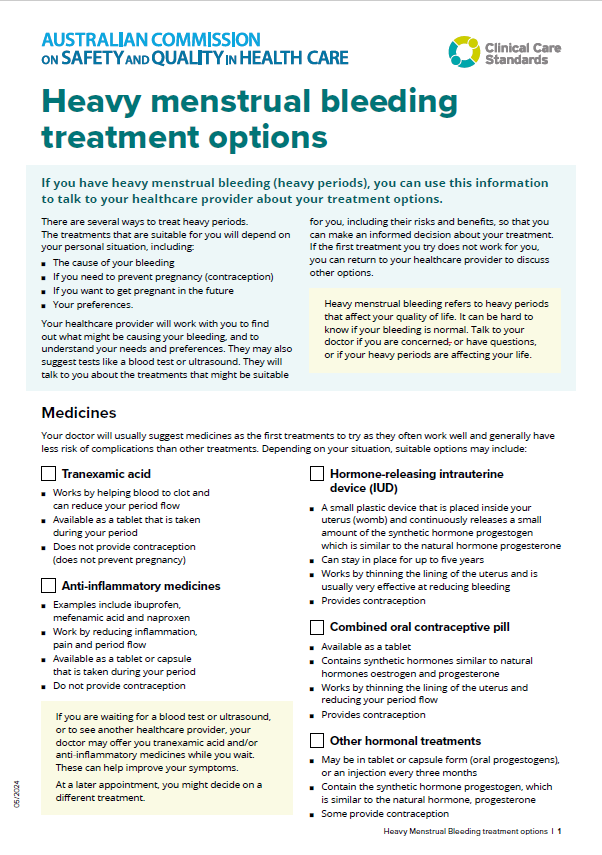 AUSTRALIAN COMMISSION
ON SAFETY AND QUALITY IN HEALTH CARE
Clinical Care
Standards
Heavy menstrual bleeding
treatment options
If you have heavy menstrual bleeding (heavy periods), you can use this information
to talk to your healthcare provider about your treatment options.
There are several ways to treat heavy periods.
The treatments that are suitable for you will depend on
your personal situation, including:
▪ The cause of your bleeding
▪ If you need to prevent pregnancy (contraception)
▪ If you want to get pregnant in the future
▪ Your preferences.
Your healthcare provider will work with you to find
out what might be causing your bleeding, and to
understand your needs and preferences. They may also
suggest tests like a blood test or ultrasound. They will
talk to you about the treatments that might be suitable
for you, including their risks and benefits, so that you
can make an informed decision about your treatment.
If the first treatment you try does not work for you,
you can return to your healthcare provider to discuss
other options.
Heavy menstrual bleeding refers to heavy periods
that affect your quality of life. It can be hard to
know if your bleeding is normal. Talk to your
doctor if you are concerned, or have questions,
or if your heavy periods are affecting your life.
Medicines
Your doctor will usually suggest medicines as the first treatments to try as they often work well and generally have
less risk of complications than other treatments. Depending on your situation, suitable options may include:
Tranexamic acid
▪ Works by helping blood to clot and
can reduce your period flow
▪ Available as a tablet that is taken
during your period
▪ Does not provide contraception
(does not prevent pregnancy)
Anti-inflammatory medicines
▪ Examples include ibuprofen,
mefenamic acid and naproxen
▪ Work by reducing inflammation,
pain and period flow
▪ Available as a tablet or capsule
that is taken during your period
▪ Do not provide contraception
If you are waiting for a blood test or ultrasound,
or to see another healthcare provider, your
doctor may offer you tranexamic acid and/or
anti-inflammatory medicines while you wait.
These can help improve your symptoms.
At a later appointment, you might decide on a
different treatment.
Hormone-releasing intrauterine
device (IUD)
▪ A small plastic device that is placed inside your
uterus (womb) and continuously releases a small
amount of the synthetic hormone progestogen
which is similar to the natural hormone progesterone
▪ Can stay in place for up to five years
▪ Works by thinning the lining of the uterus and is
usually very effective at reducing bleeding
▪ Provides contraception
Combined oral contraceptive pill
▪ Available as a tablet
▪ Contains synthetic hormones similar to natural
hormones oestrogen and progesterone
▪ Works by thinning the lining of the uterus and
reducing your period flow
▪ Provides contraception
Other hormonal treatments
▪ May be in tablet or capsule form (oral progestogens),
or an injection every three months
▪ Contain the synthetic hormone progestogen, which
is similar to the natural hormone, progesterone
▪ Some provide contraception
05/2024
Heavy Menstrual Bleeding treatment options | 1